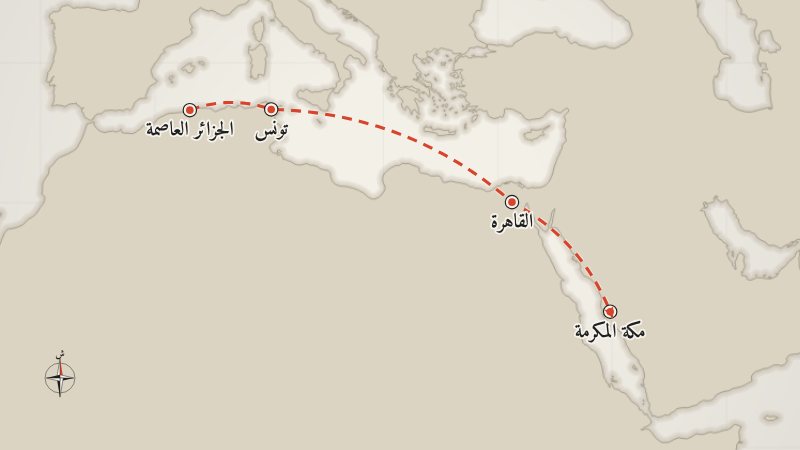 الجزائر العاصمة
تونس
القاهرة
مكة المكرمة
ش